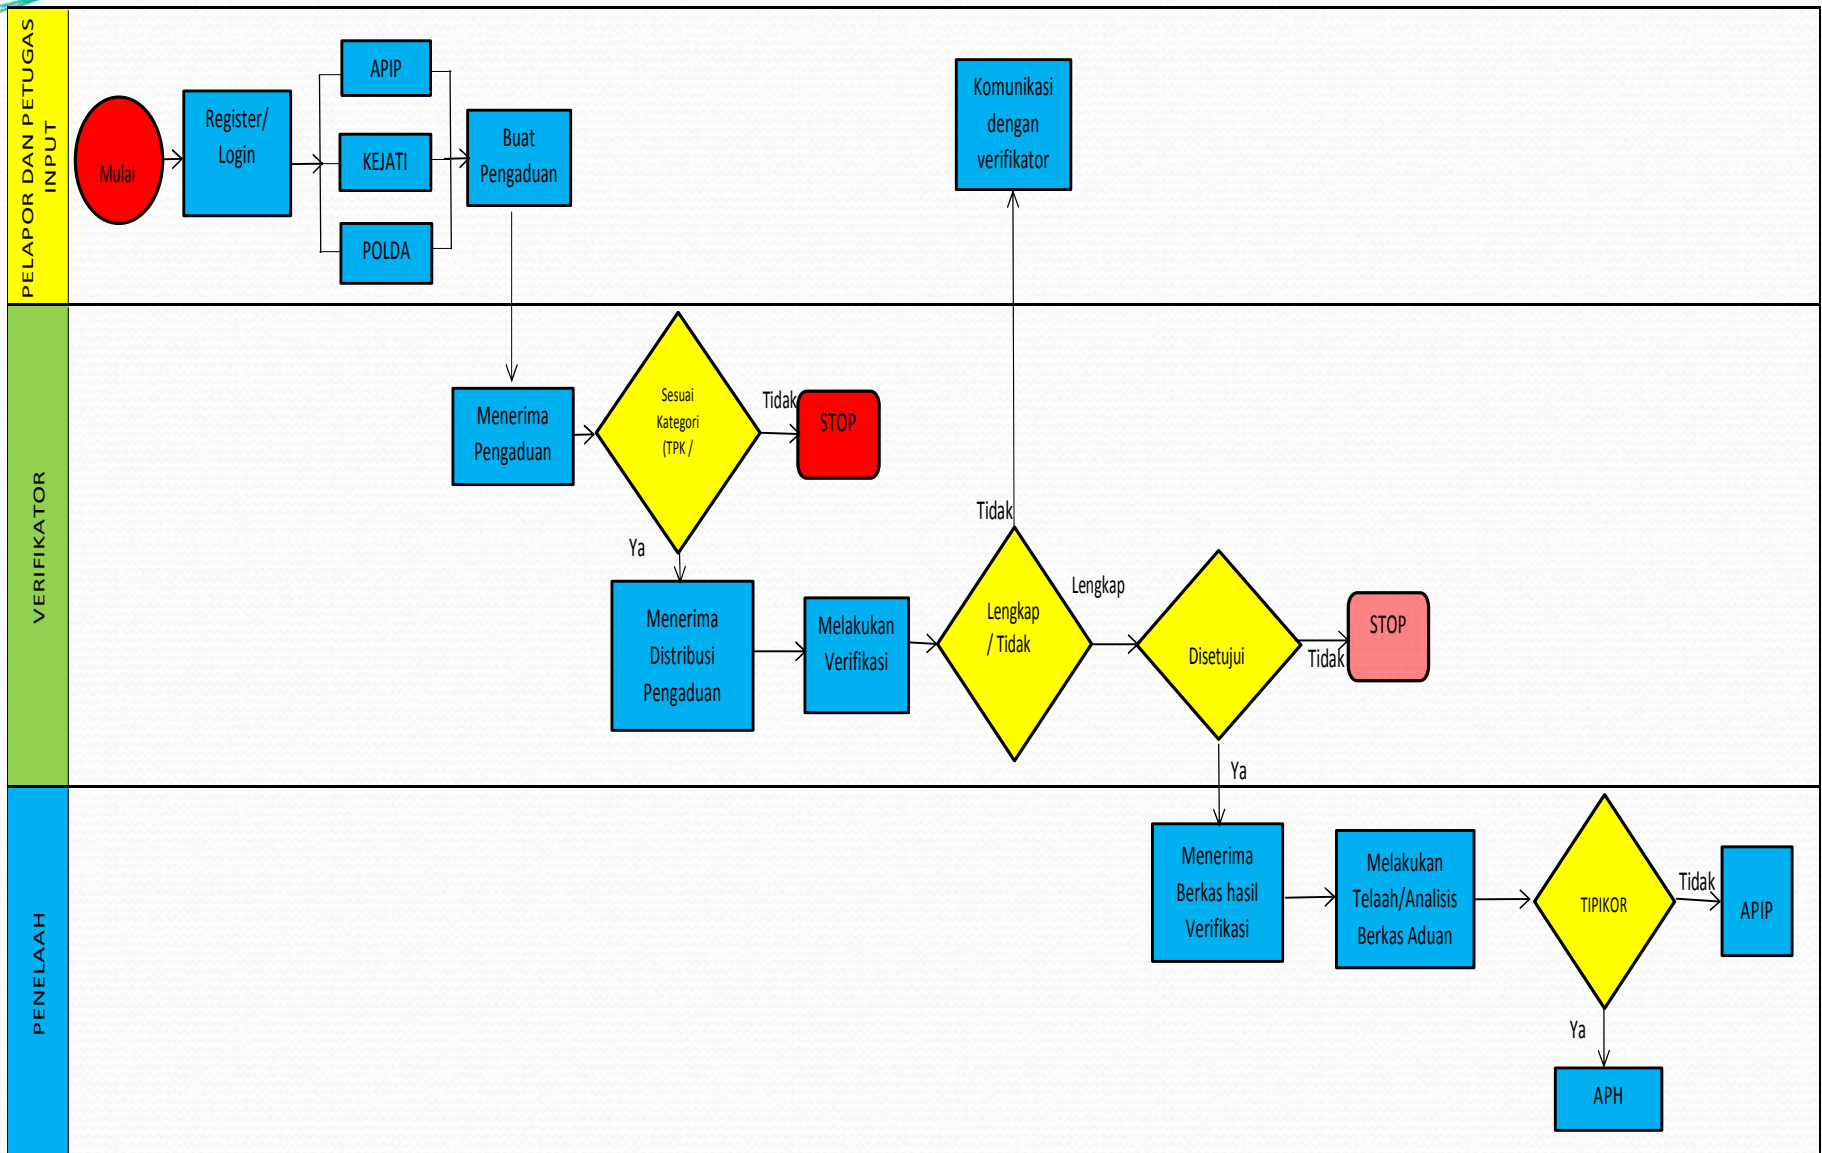 PELAPOR DAN PETUGAS
INPUT
Mulai
Register/
Login
APIP
KEJATI
POLDA
Buat
Pengaduan
Komunikasi
dengan
verifikator
VERIFIKATOR
Menerima
Pengaduan
Sesuai
Kategori
(TPK /
Tidak
STOP
Ya
Menerima
Distribusi
Pengaduan
Melakukan
Verifikasi
Tidak
Lengkap
/ Tidak
Lengkap
Disetujui
Tidak
STOP
Ya
PENELAAH
Menerima
Berkas hasil
Verifikasi
Melakukan
Telaah/Analisis
Berkas Aduan
TIPIKOR
Tidak
APIP
Ya
APH